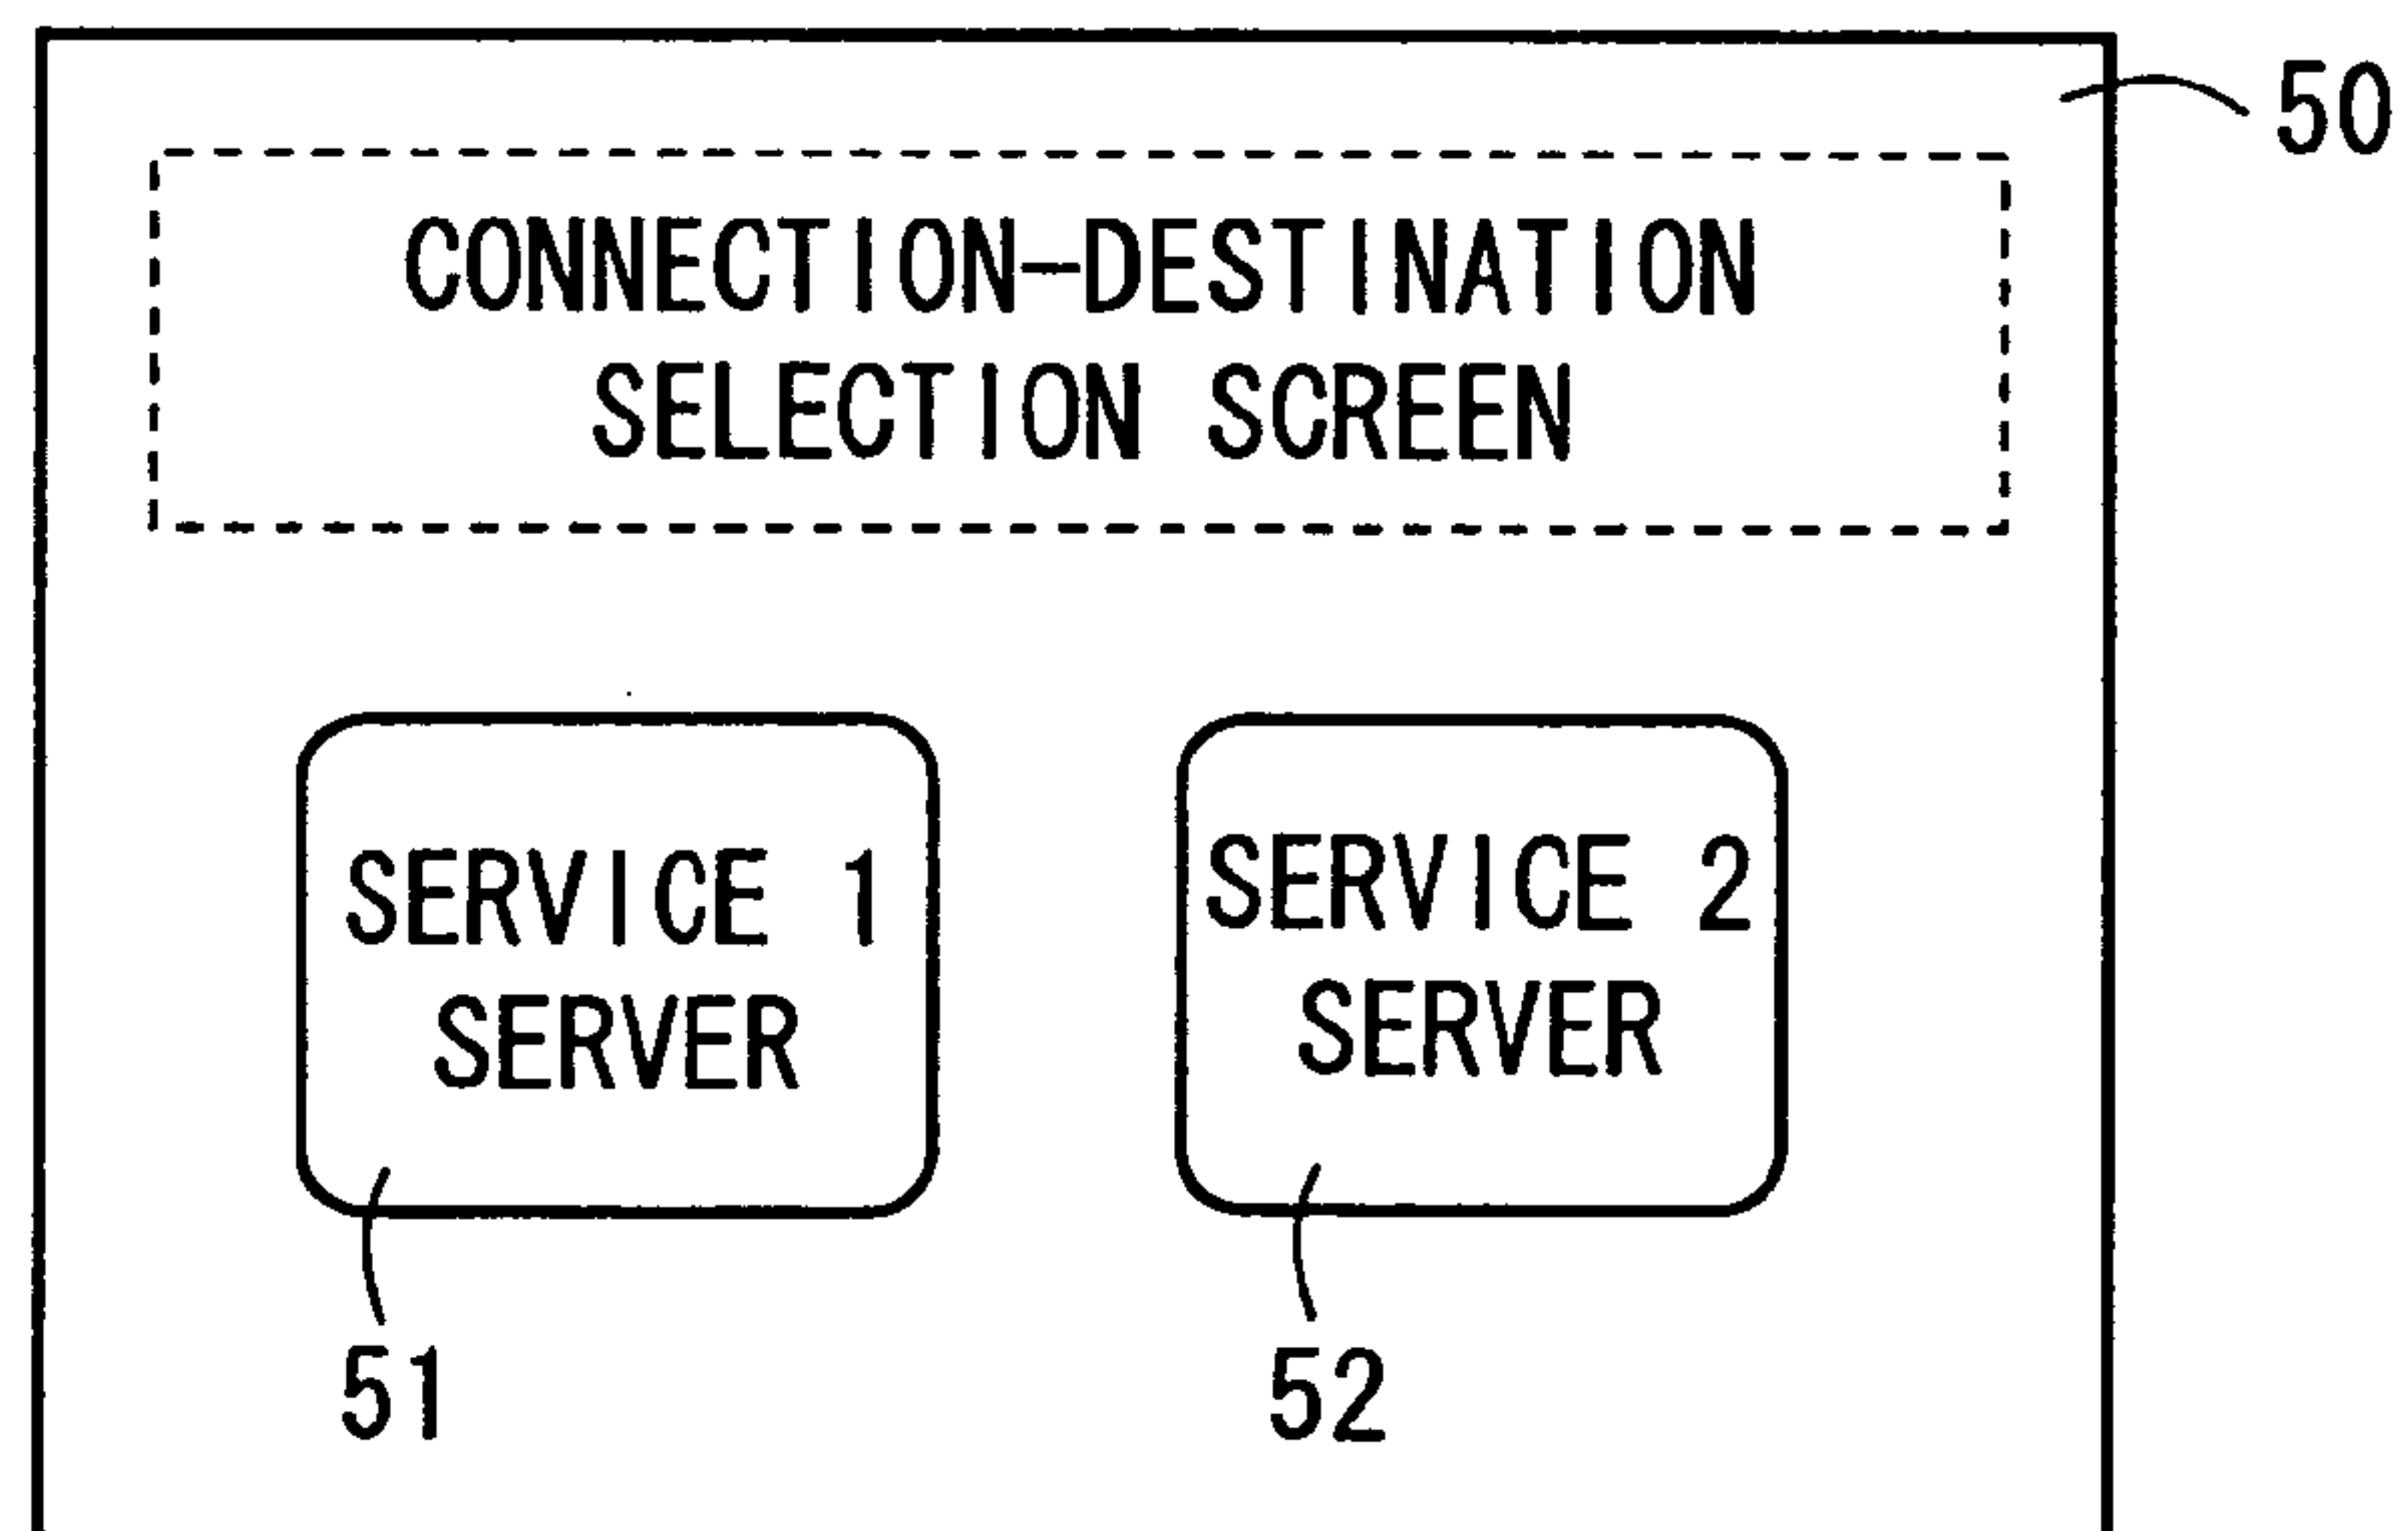 50
CONNECTION-DESTINATION
SELECTION SCREEN
SERVICE 1
SERVER
SERVICE 2
SERVER
51
52